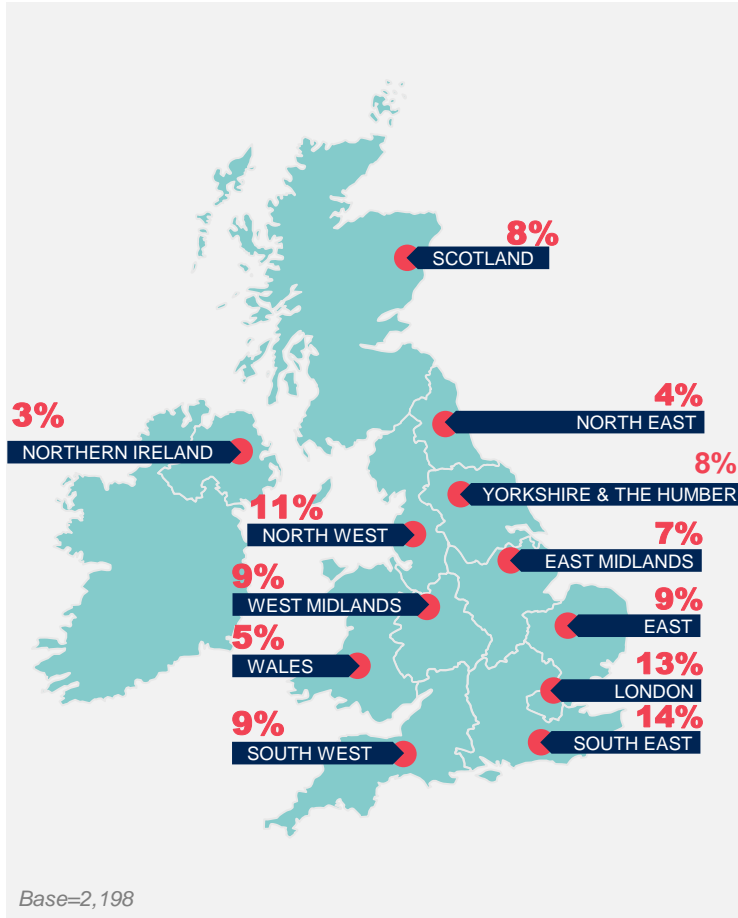 8%
SCOTLAND
4%
NORTH EAST
3%
NORTHERN IRELAND
8%
YORKSHIRE & THE HUMBER
11%
NORTH WEST
7%
EAST MIDLANDS
9%
WEST MIDLANDS
9%
EAST
5%
WALES
13%
LONDON
9%
SOUTH WEST
14%
SOUTH EAST
Base=2,198